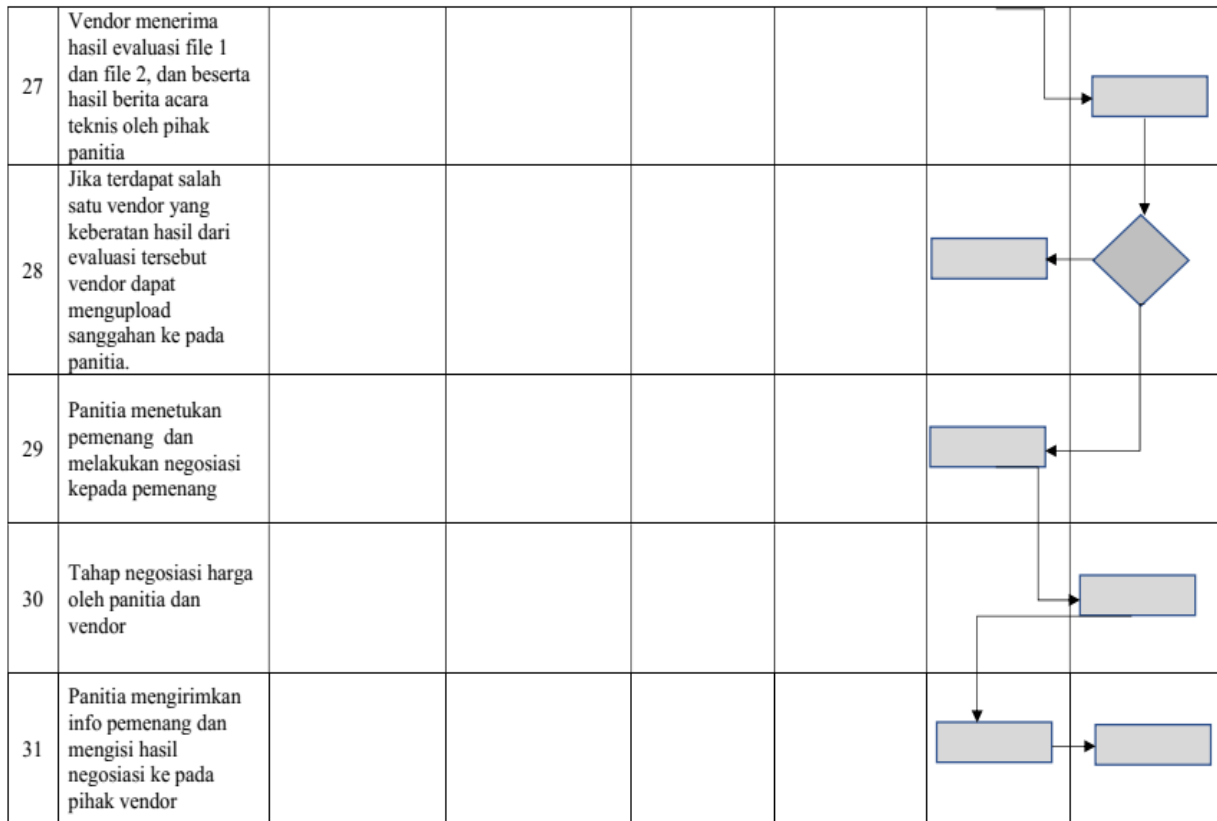 27
Vendor menerima
hasil evaluasi file 1
dan file 2, dan beserta
hasil berita acara
teknis oleh pihak
panitia
28
Jika terdapat salah
satu vendor yang
keberatan hasil dari
evaluasi tersebut
vendor dapat
mengupload
sanggahan ke pada
panitia.
29
Panitia menetukan
pemenang dan
melakukan negosiasi
kepada pemenang
30
Tahap negosiasi harga
oleh panitia dan
vendor
31
Panitia mengirimkan
info pemenang dan
mengisi hasil
negosiasi ke pada
pihak vendor